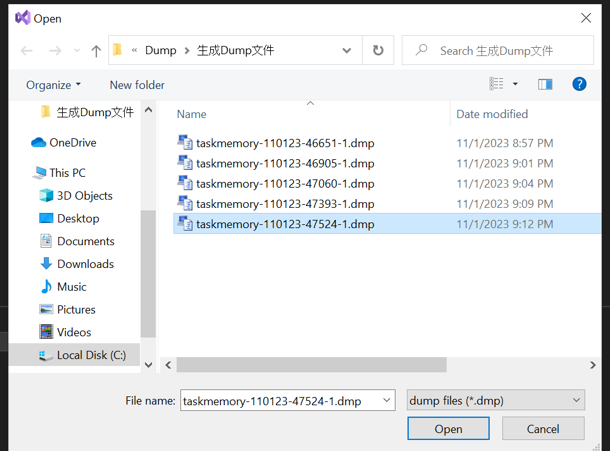 Open
« Dump › 生成Dump文件
Search 生成Dump文件
Organize
New folder
生成Dump文件
OneDrive
This PC
3D Objects
Desktop
Documents
Downloads
Music
Pictures
Videos
Local Disk (C:)
Name Date modified
taskmemory-110123-46651-1.dmp 11/1/2023 8:57 PM
taskmemory-110123-46905-1.dmp 11/1/2023 9:01 PM
taskmemory-110123-47060-1.dmp 11/1/2023 9:04 PM
taskmemory-110123-47393-1.dmp 11/1/2023 9:09 PM
taskmemory-110123-47524-1.dmp 11/1/2023 9:12 PM
File name: taskmemory-110123-47524-1.dmp dump files (*.dmp)
Open Cancel